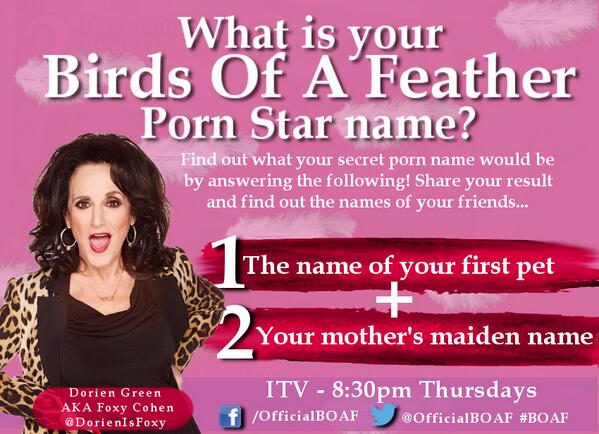 What is your
Birds Of A Feather
Porn Star name?
Find out what your secret porn name would be
by answering the following! Share your result
and find out the names of your friends...
1 The name of your first pet
+
2 Your mother's maiden name
Dorien Green
AKA Foxy Cohen
@DorienIsFoxy
ITV - 8:30pm Thursdays
/OfficialBOAF @OfficialBOAF #BOAF